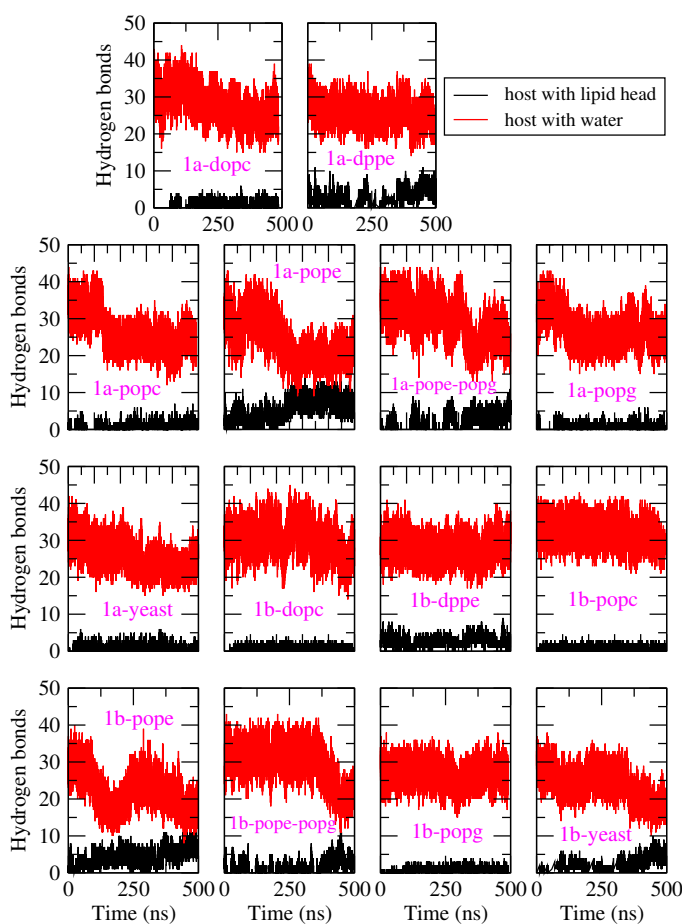 50
40
30
20
10
0
Hydrogen bonds
1a-dopc
0 250 500
1a-dppe
0 250 500
host with lipid head
host with water
50
40
30
20
10
0
Hydrogen bonds
1a-popc
1a-pope
1a-pope-popg
1a-popg
50
40
30
20
10
0
Hydrogen bonds
1a-yeast
1b-dopc
1b-dppe
1b-popc
50
40
30
20
10
0
Hydrogen bonds
1b-pope
1b-pope-popg
1b-popg
1b-yeast
0 250 500
0 250 500
0 250 500
0 250 500
Time (ns)
Time (ns)
Time (ns)
Time (ns)